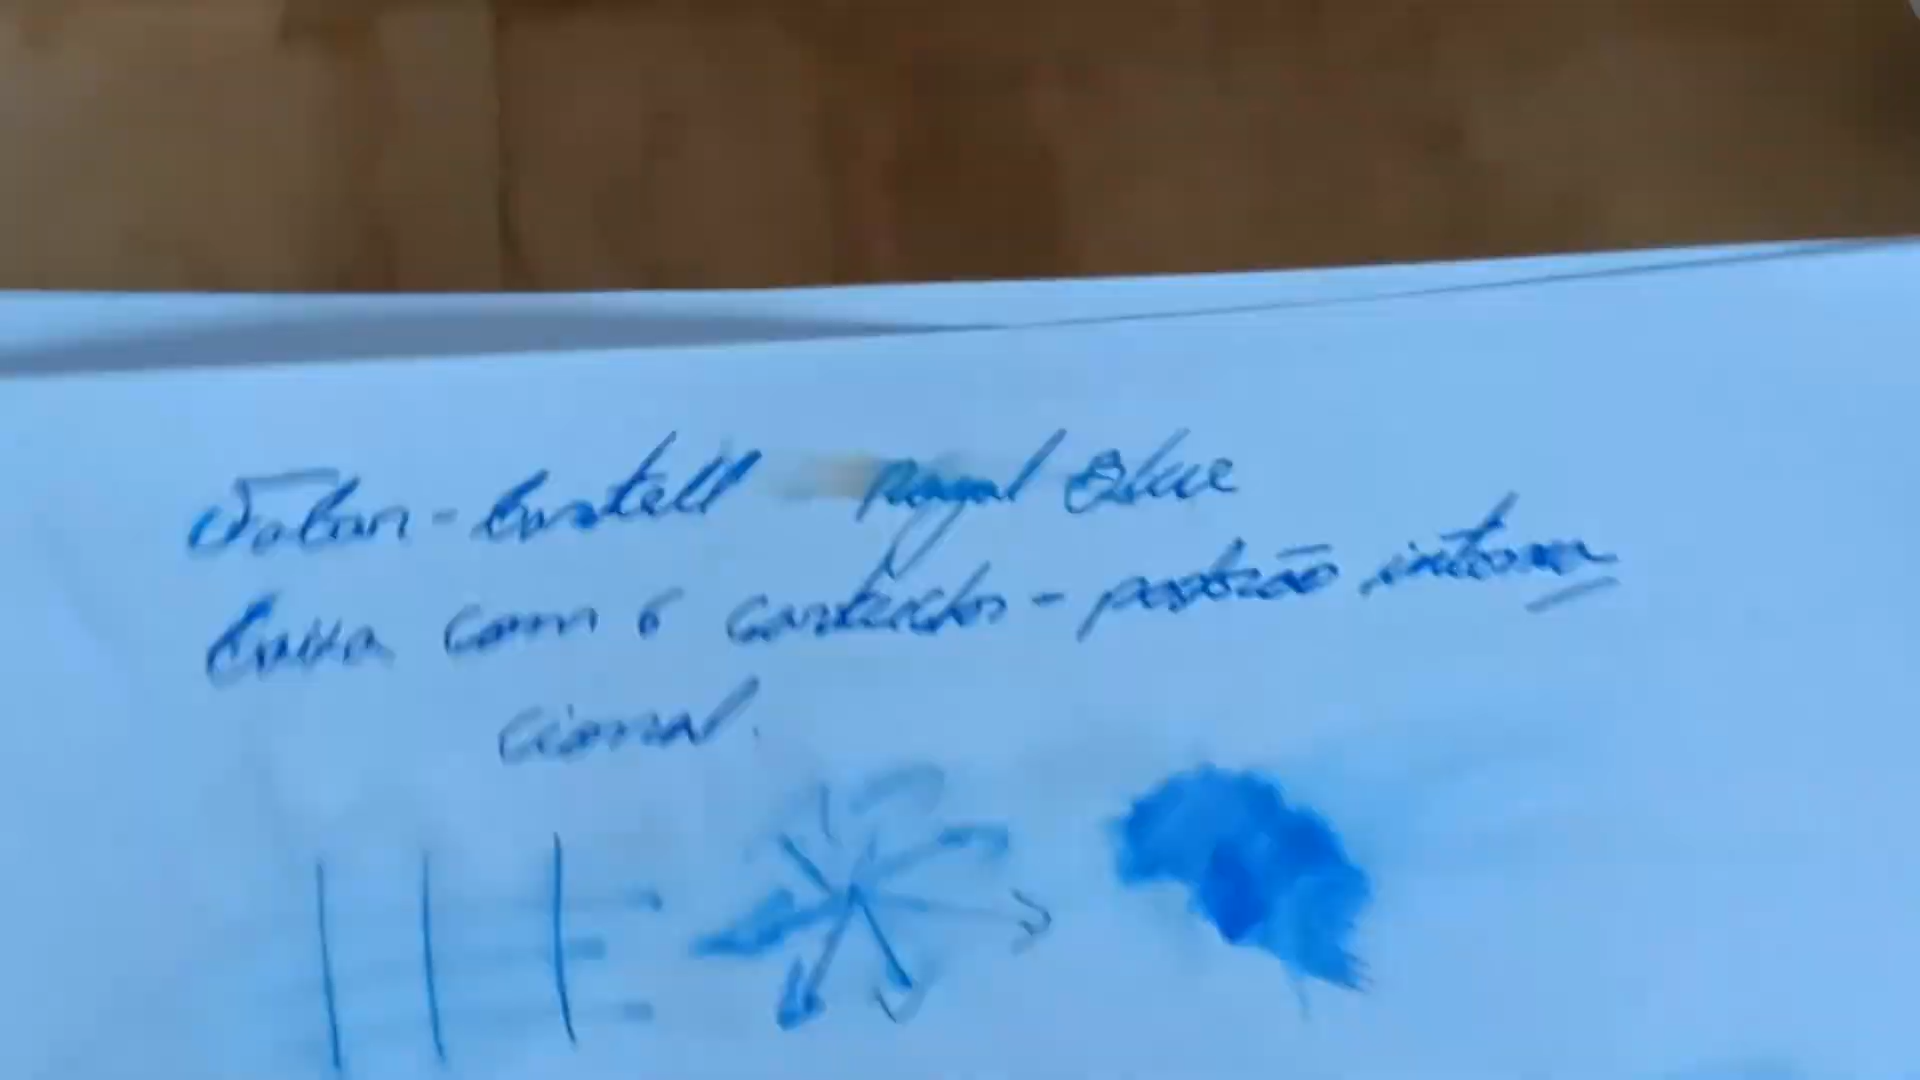 Faber-Castell Royal Blue
Caixa com 6 cartuchos - padrão interna
cional.